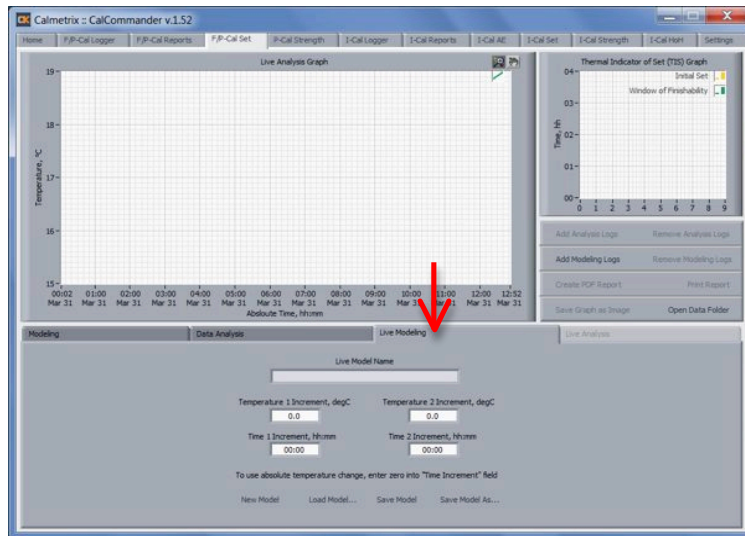 Calmetrix :: CalCommander v.1.52
Home F/P-Cal Logger F/P-Cal Reports F/P-Cal Set P-Cal Strength I-Cal Logger I-Cal Reports I-Cal AE I-Cal Set I-Cal Strength I-Cal HoH Settings
Live Analysis Graph
19
18
17
16
15
Temperature, ºC
00:02 01:00 02:00 03:00 04:00 05:00 06:00 07:00 08:00 09:00 10:00 11:00 12:00 12:52
Mar 31 Mar 31 Mar 31 Mar 31 Mar 31 Mar 31 Mar 31 Mar 31 Mar 31 Mar 31 Mar 31 Mar 31 Mar 31 Mar 31
Absloute Time, hh:mm
Thermal Indicator of Set (TIS) Graph
Initial Set
Window of Finishability
04
03
02
01
00
Time, hh
0 1 2 3 4 5 6 7 8 9
Add Analysis Logs Remove Analysis Logs
Add Modeling Logs Remove Modeling Logs
Create PDF Report Print Report
Save Graph as Image Open Data Folder
Modeling Data Analysis Live Modeling Live Analysis
Live Model Name
Temperature 1 Increment, degC Temperature 2 Increment, degC
0.0 0.0
Time 1 Increment, hh:mm Time 2 Increment, hh:mm
00:00 00:00
To use absolute temperature change, enter zero into "Time Increment" field
New Model Load Model... Save Model Save Model As...